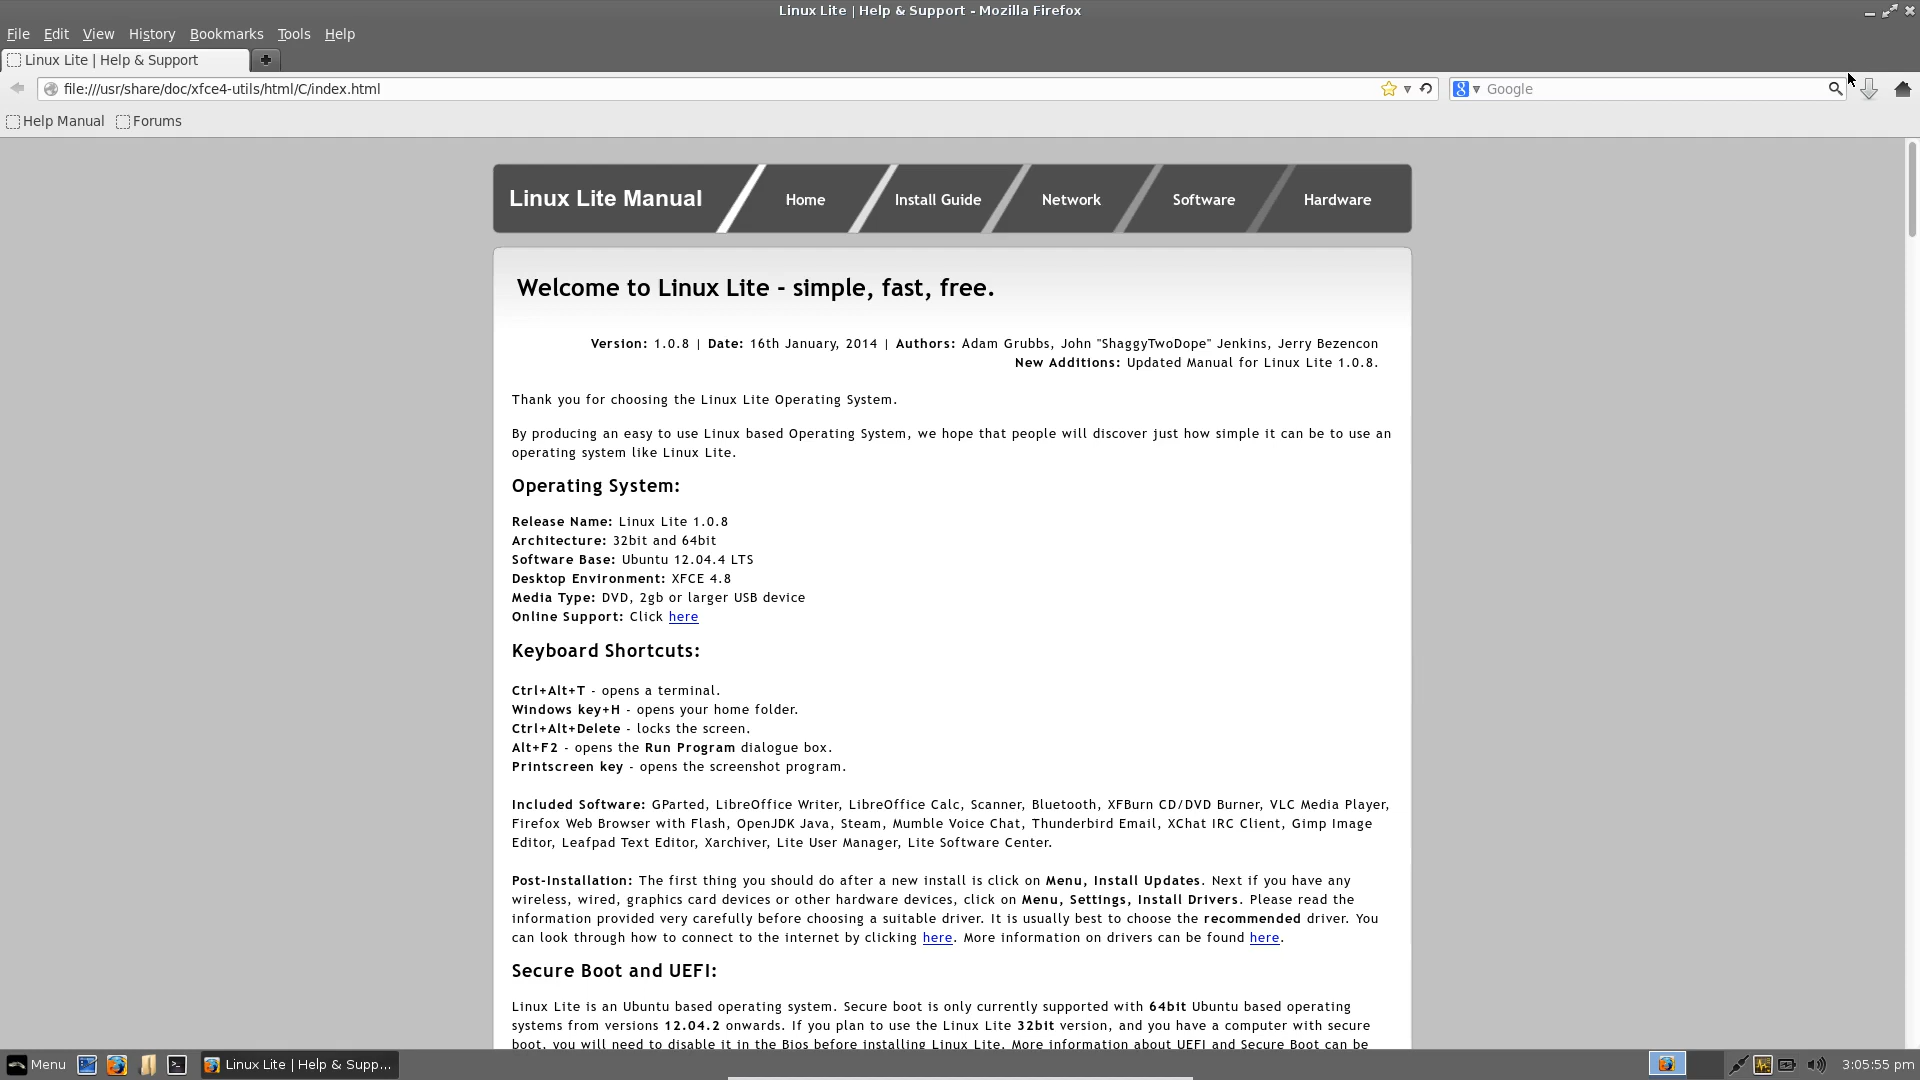 Linux Lite | Help & Support - Mozilla Firefox
File Edit View History Bookmarks Tools Help
Linux Lite | Help & Support
file:///usr/share/doc/xfce4-utils/html/C/index.html
Google
Help Manual Forums
Linux Lite Manual Home Install Guide Network Software Hardware
Welcome to Linux Lite - simple, fast, free.
Version: 1.0.8 | Date: 16th January, 2014 | Authors: Adam Grubbs, John "ShaggyTwoDope" Jenkins, Jerry Bezencon
New Additions: Updated Manual for Linux Lite 1.0.8.
Thank you for choosing the Linux Lite Operating System.
By producing an easy to use Linux based Operating System, we hope that people will discover just how simple it can be to use an
operating system like Linux Lite.
Operating System:
Release Name: Linux Lite 1.0.8
Architecture: 32bit and 64bit
Software Base: Ubuntu 12.04.4 LTS
Desktop Environment: XFCE 4.8
Media Type: DVD, 2gb or larger USB device
Online Support: Click here
Keyboard Shortcuts:
Ctrl+Alt+T - opens a terminal.
Windows key+H - opens your home folder.
Ctrl+Alt+Delete - locks the screen.
Alt+F2 - opens the Run Program dialogue box.
Printscreen key - opens the screenshot program.
Included Software: GParted, LibreOffice Writer, LibreOffice Calc, Scanner, Bluetooth, XFBurn CD/DVD Burner, VLC Media Player,
Firefox Web Browser with Flash, OpenJDK Java, Steam, Mumble Voice Chat, Thunderbird Email, XChat IRC Client, Gimp Image
Editor, Leafpad Text Editor, Xarchiver, Lite User Manager, Lite Software Center.
Post-Installation: The first thing you should do after a new install is click on Menu, Install Updates. Next if you have any
wireless, wired, graphics card devices or other hardware devices, click on Menu, Settings, Install Drivers. Please read the
information provided very carefully before choosing a suitable driver. It is usually best to choose the recommended driver. You
can look through how to connect to the internet by clicking here. More information on drivers can be found here.
Secure Boot and UEFI:
Linux Lite is an Ubuntu based operating system. Secure boot is only currently supported with 64bit Ubuntu based operating
systems from versions 12.04.2 onwards. If you plan to use the Linux Lite 32bit version, and you have a computer with secure
boot, you will need to disable it in the Bios before installing Linux Lite. More information about UEFI and Secure Boot can be
Menu Linux Lite | Help & Supp... 3:05:55 pm